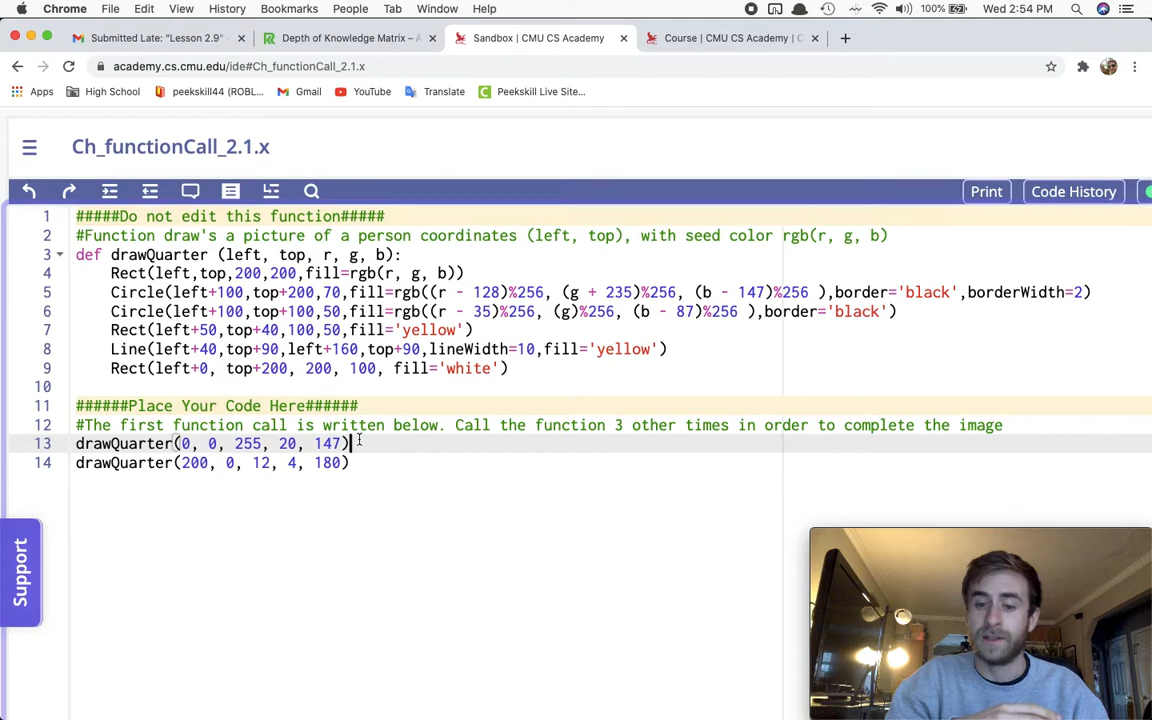 Chrome File Edit View History Bookmarks People Tab Window Help 100% Wed 2:54 PM
Submitted Late: "Lesson 2.9" – Depth of Knowledge Matrix – Sandbox | CMU CS Academy Course | CMU CS Academy |
academy.cs.cmu.edu/ide#Ch_functionCall_2.1.x
Apps High School peekskill44 (ROBL... Gmail YouTube Translate Peekskill Live Site...
Ch_functionCall_2.1.x
Print Code History
1 #####Do not edit this function#####
2 #Function draw's a picture of a person coordinates (left, top), with seed color rgb(r, g, b)
3 def drawQuarter (left, top, r, g, b):
4 Rect(left,top,200,200,fill=rgb(r, g, b))
5 Circle(left+100,top+200,70,fill=rgb((r - 128)%256, (g + 235)%256, (b - 147)%256 ),border='black',borderWidth=2)
6 Circle(left+100,top+100,50,fill=rgb((r - 35)%256, (g)%256, (b - 87)%256 ),border='black')
7 Rect(left+50,top+40,100,50,fill='yellow')
8 Line(left+40,top+90,left+160,top+90,lineWidth=10,fill='yellow')
9 Rect(left+0, top+200, 200, 100, fill='white')
10
11 ######Place Your Code Here######
12 #The first function call is written below. Call the function 3 other times in order to complete the image
13 drawQuarter(0, 0, 255, 20, 147)
14 drawQuarter(200, 0, 12, 4, 180)
Support